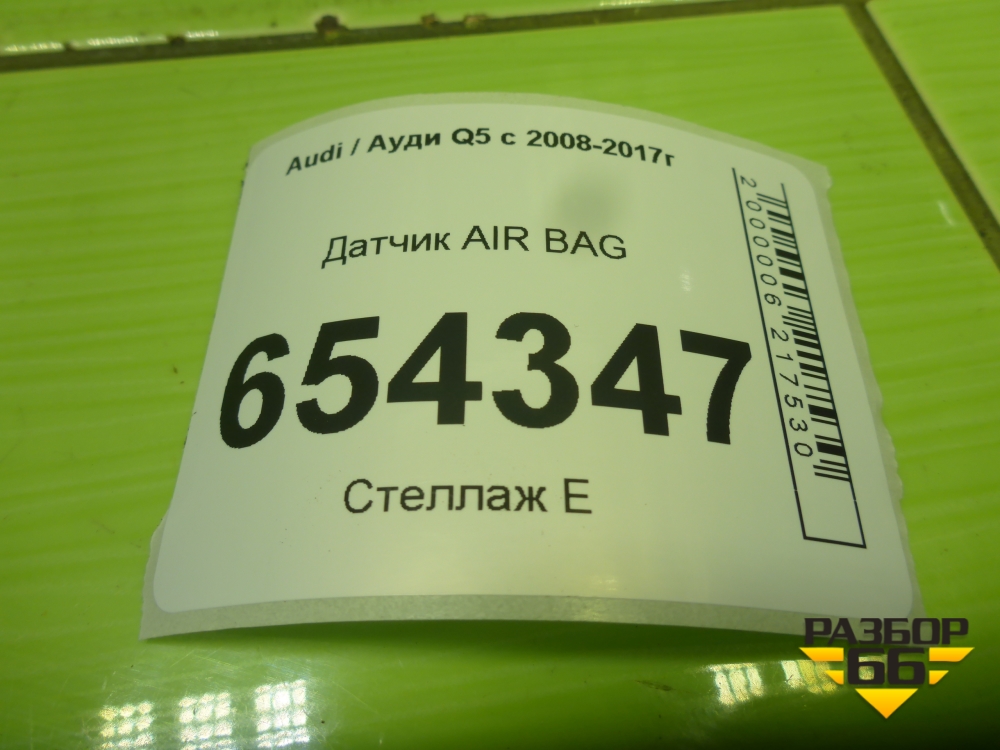 Audi / Ауди Q5 с 2008-2017г
Датчик AIR BAG
654347
Стеллаж E
2000006217530
РАЗБОР
66